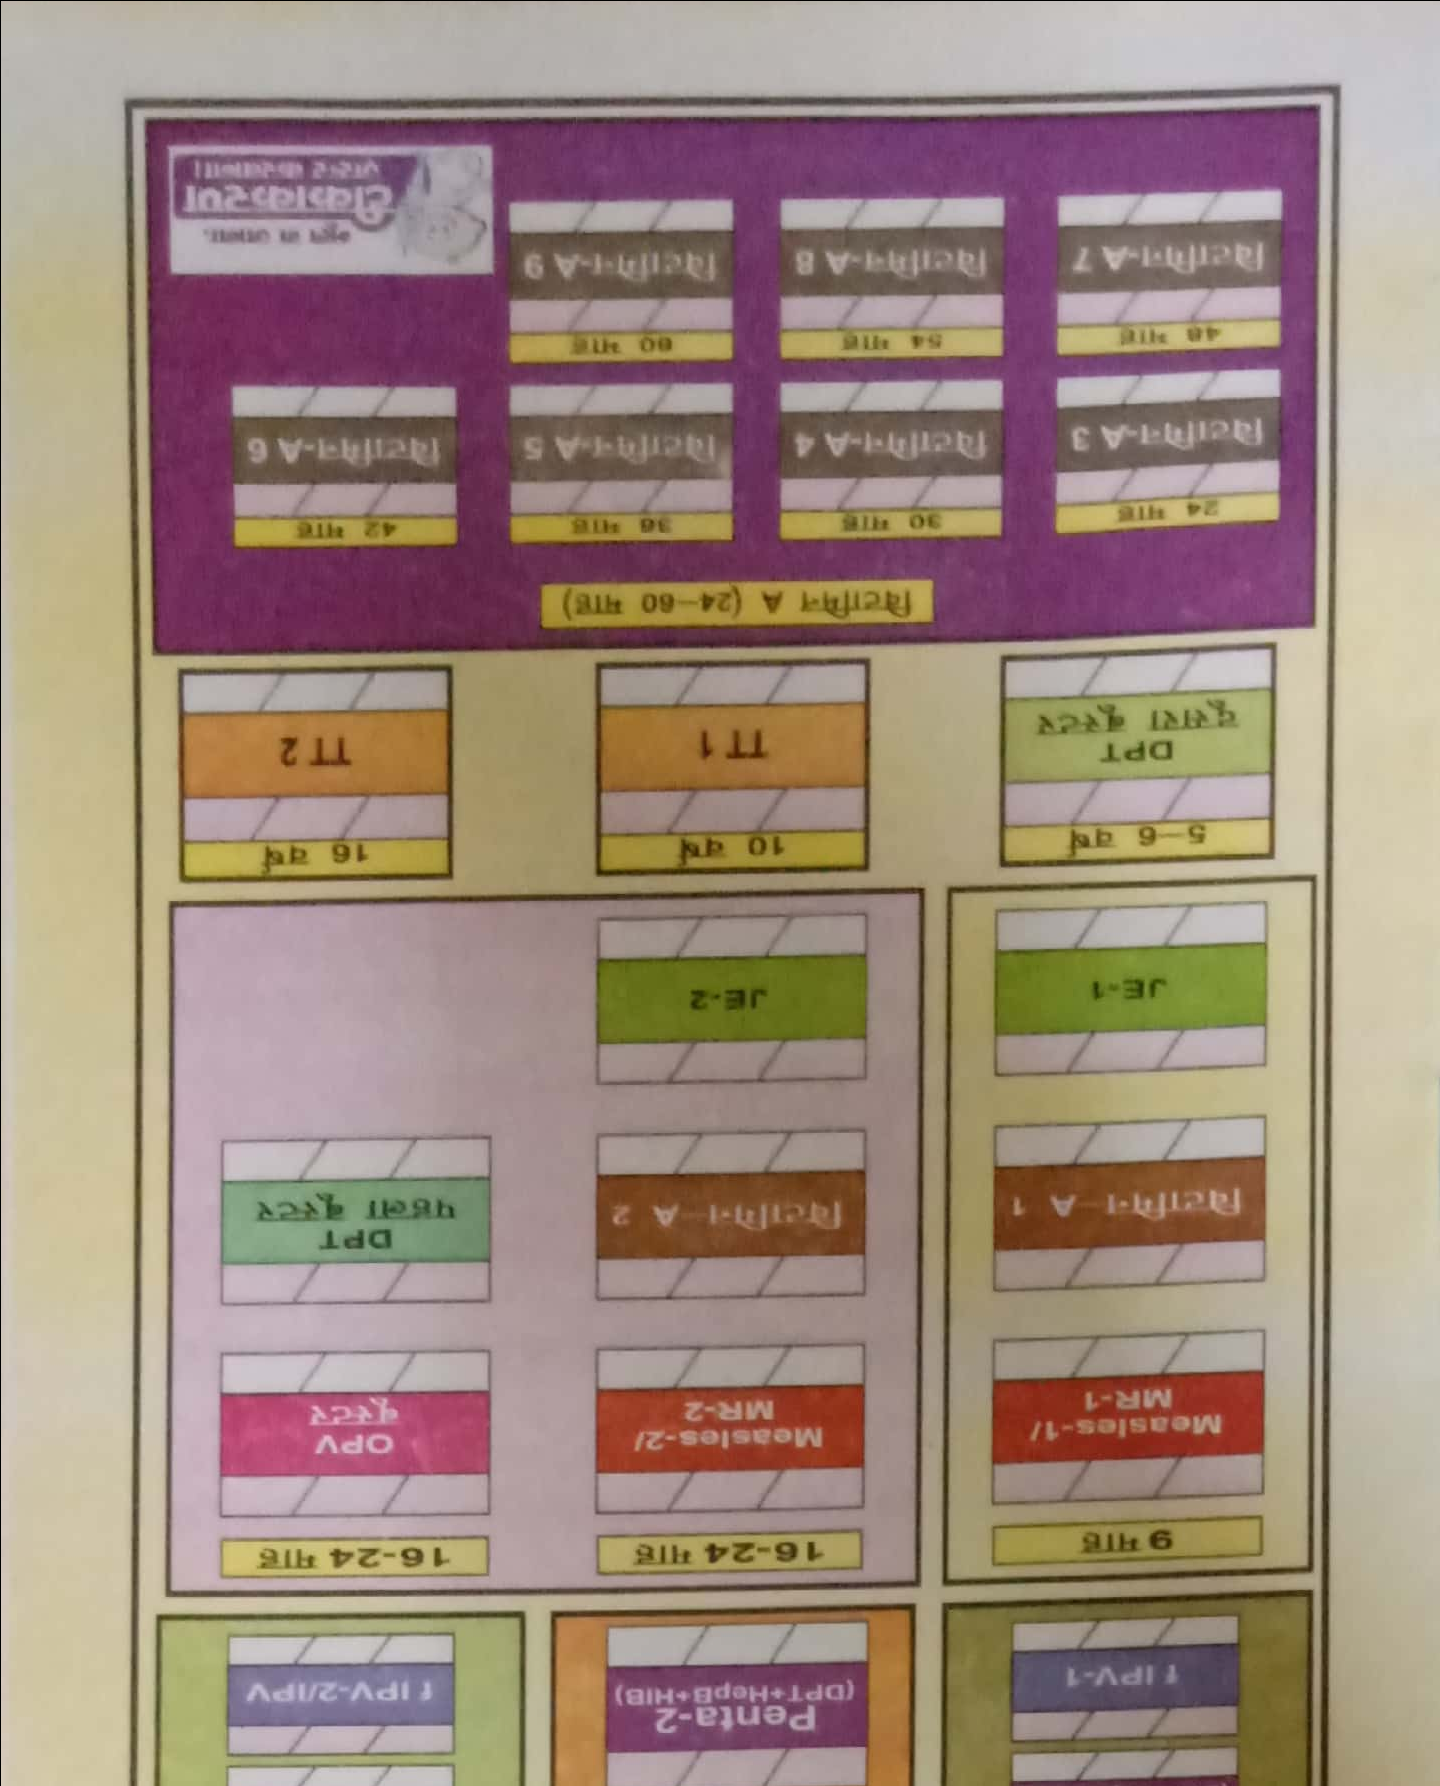 f IPV-1
Penta-2
(DPT+HepB+HIB)
f IPV-2/IPV
9 माह
16-24 माह
16-24 माह
Measles-1/
MR-1
Measles-2/
MR-2
OPV
बूस्टर
विटामिन–A 1
विटामिन–A 2
DPT
पहला बूस्टर
JE-1
JE-2
5–6 वर्ष
10 वर्ष
16 वर्ष
DPT
दूसरा बूस्टर
TT 1
TT 2
विटामिन A (24–60 माह)
24 माह
30 माह
36 माह
42 माह
विटामिन-A 3
विटामिन-A 4
विटामिन-A 5
विटामिन-A 6
48 माह
54 माह
60 माह
विटामिन-A 7
विटामिन-A 8
विटामिन-A 9
भूल न जाना,
टीकाकरण
ज़रूर करवाना!